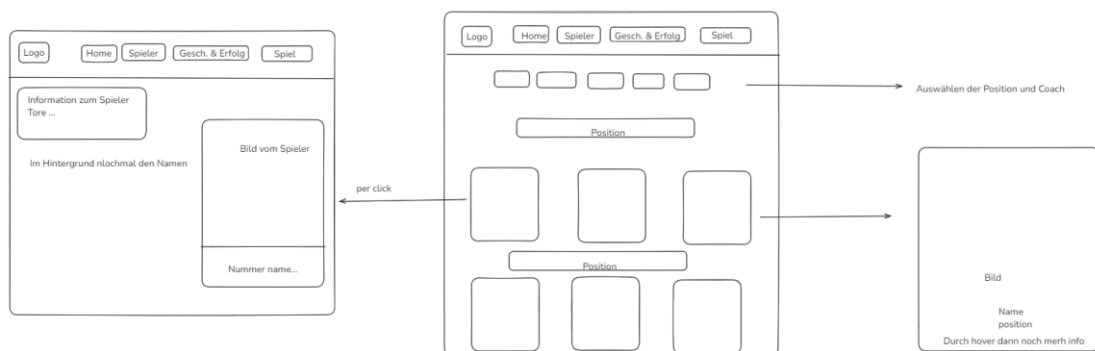 Logo
Home
Spieler
Gesch. & Erfolg
Spiel
Information zum Spieler
Tore ...
Im Hintergrund nlochmal den Namen
Bild vom Spieler
Nummer name...
per click
Logo
Home
Spieler
Gesch. & Erfolg
Spiel
Position
Position
Auswählen der Position und Coach
Bild
Name
position
Durch hover dann noch merh info